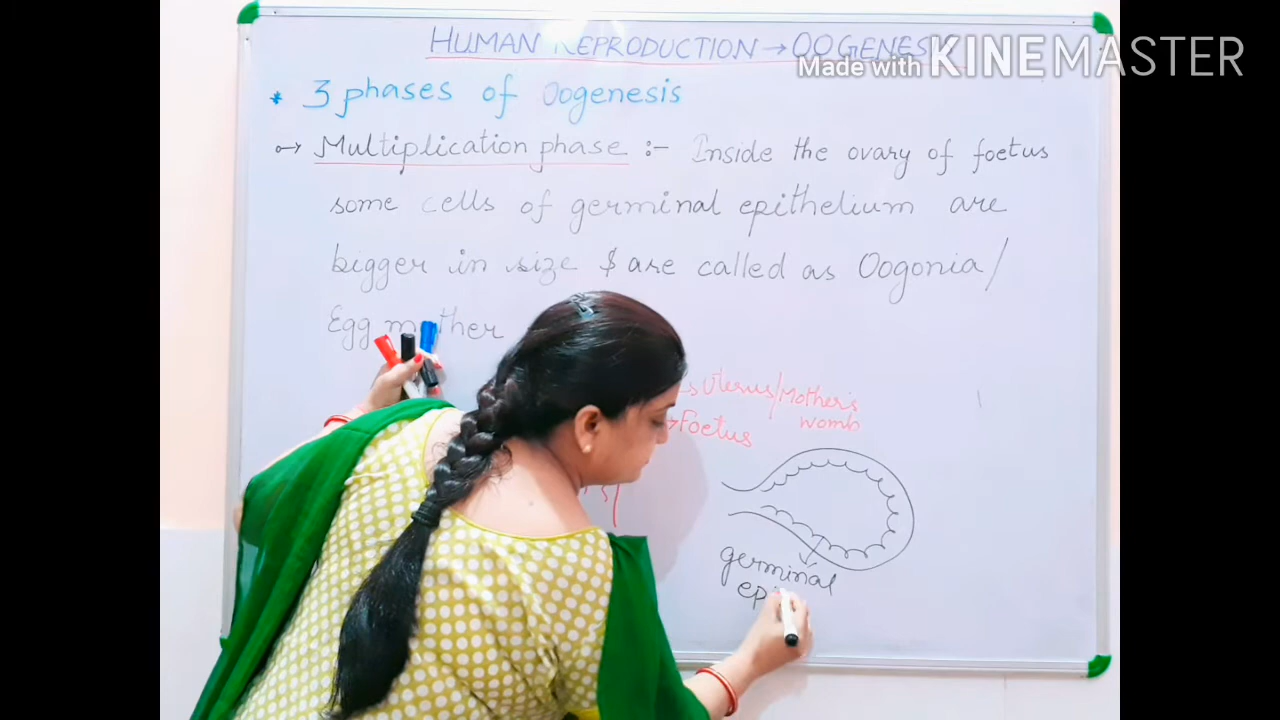 HUMAN REPRODUCTION → OOGENESIS
Made with KINEMASTER
* 3 phases of Oogenesis
→ Multiplication phase :- Inside the ovary of foetus
some cells of germinal epithelium are
bigger in size $ are called as Oogonia/
Egg mother
Uterus/Mother's
womb
→Foetus
germinal